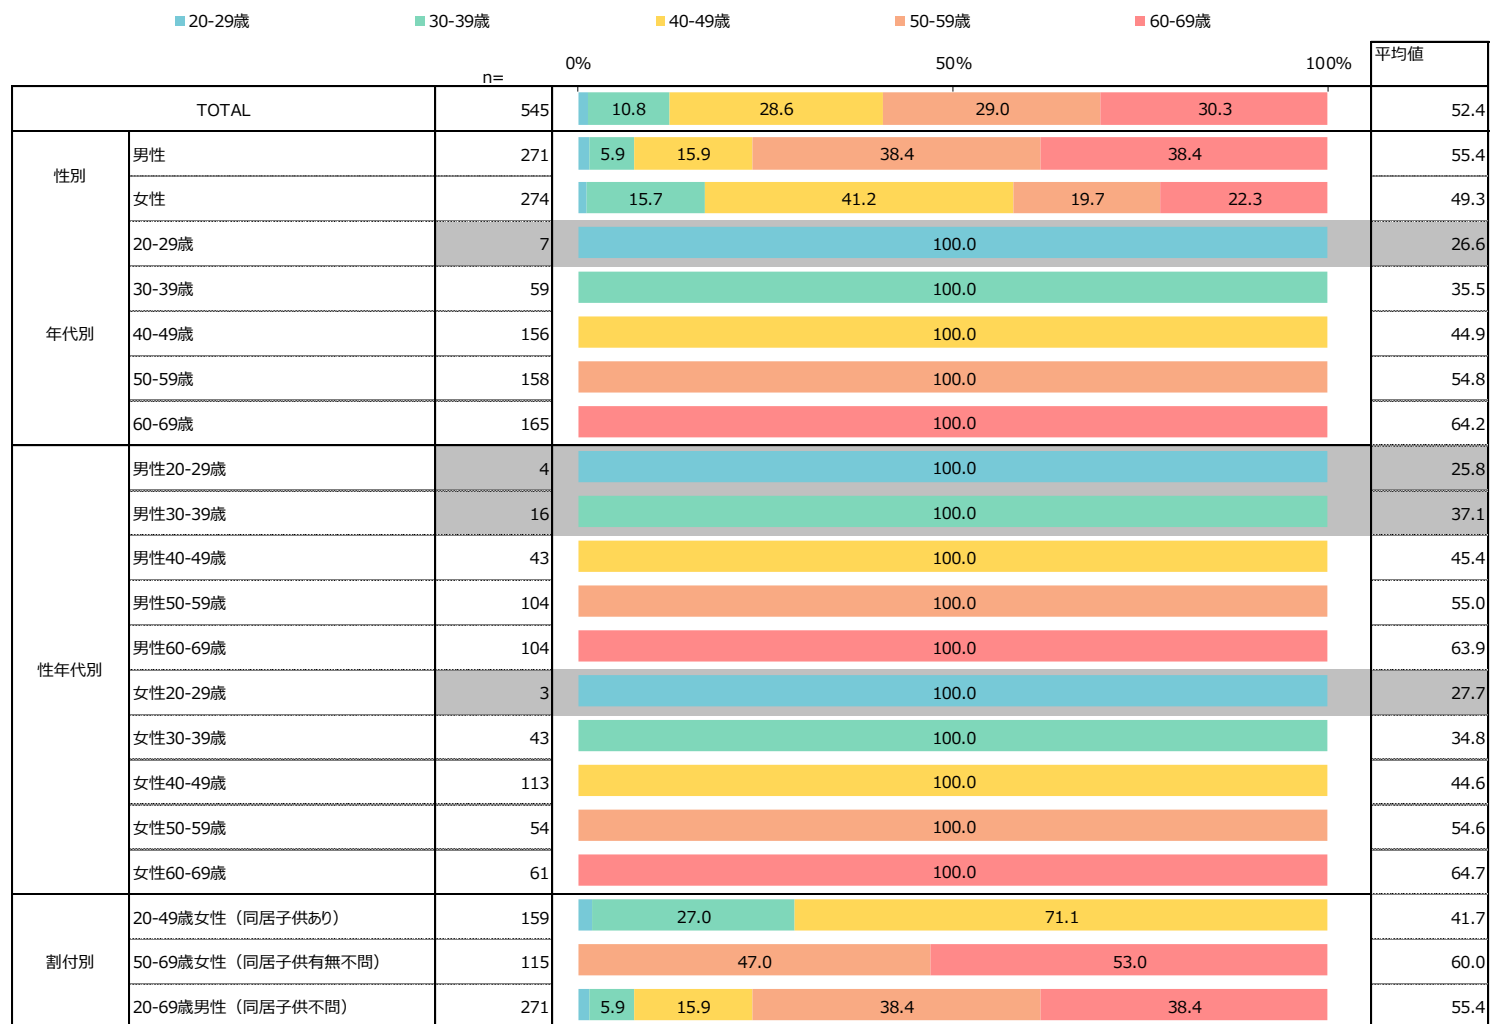 20-29歳 30-39歳 40-49歳 50-59歳 60-69歳
n= 0% 50% 100% 平均値
TOTAL 545 10.8 28.6 29.0 30.3 52.4
性別
男性 271 5.9 15.9 38.4 38.4 55.4
女性 274 15.7 41.2 19.7 22.3 49.3
年代別
20-29歳 7 100.0 26.6
30-39歳 59 100.0 35.5
40-49歳 156 100.0 44.9
50-59歳 158 100.0 54.8
60-69歳 165 100.0 64.2
性年代別
男性20-29歳 4 100.0 25.8
男性30-39歳 16 100.0 37.1
男性40-49歳 43 100.0 45.4
男性50-59歳 104 100.0 55.0
男性60-69歳 104 100.0 63.9
女性20-29歳 3 100.0 27.7
女性30-39歳 43 100.0 34.8
女性40-49歳 113 100.0 44.6
女性50-59歳 54 100.0 54.6
女性60-69歳 61 100.0 64.7
割付別
20-49歳女性（同居子供あり） 159 27.0 71.1 41.7
50-69歳女性（同居子供有無不問） 115 47.0 53.0 60.0
20-69歳男性（同居子供不問） 271 5.9 15.9 38.4 38.4 55.4